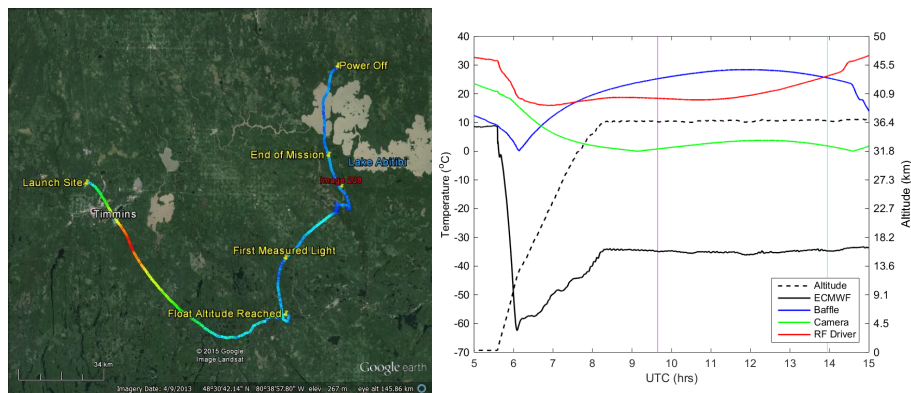 Power Off
End of Mission
Lake Abitibi
Image 208
Launch Site
Timmins
First Measured Light
Float Altitude Reached
© 2015 Google
Image Landsat
34 km
Google earth
Imagery Date: 4/9/2013 48°30'42.14" N 80°38'57.80" W elev 267 m eye alt 145.86 km
40
30
20
10
0
-10
-20
-30
-40
-50
-60
-70
Temperature (°C)
5 6 7 8 9 10 11 12 13 14 15
UTC (hrs)
50
45.5
40.9
36.4
31.8
27.3
22.7
18.2
13.6
9.1
4.5
0
Altitude (km)
Altitude
ECMWF
Baffle
Camera
RF Driver